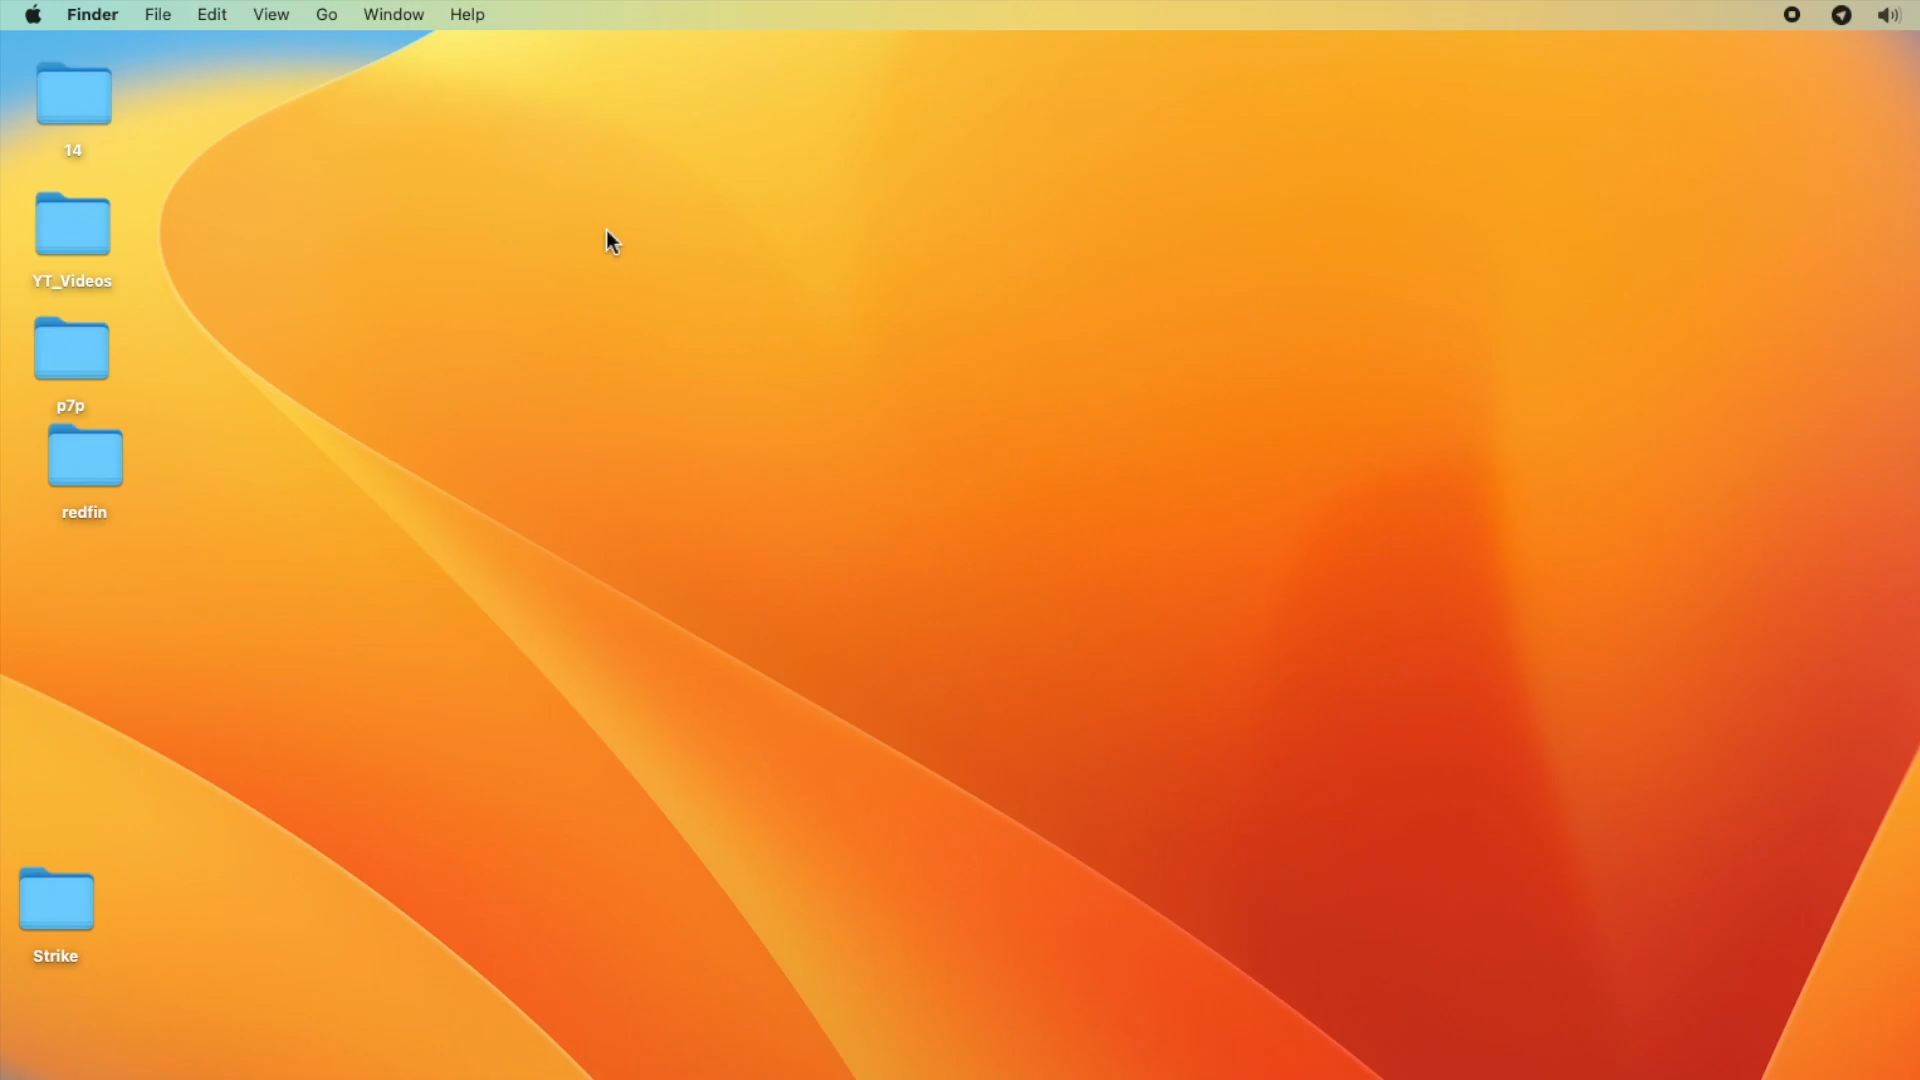 Finder File Edit View Go Window Help
14
YT_Videos
p7p
redfin
Strike